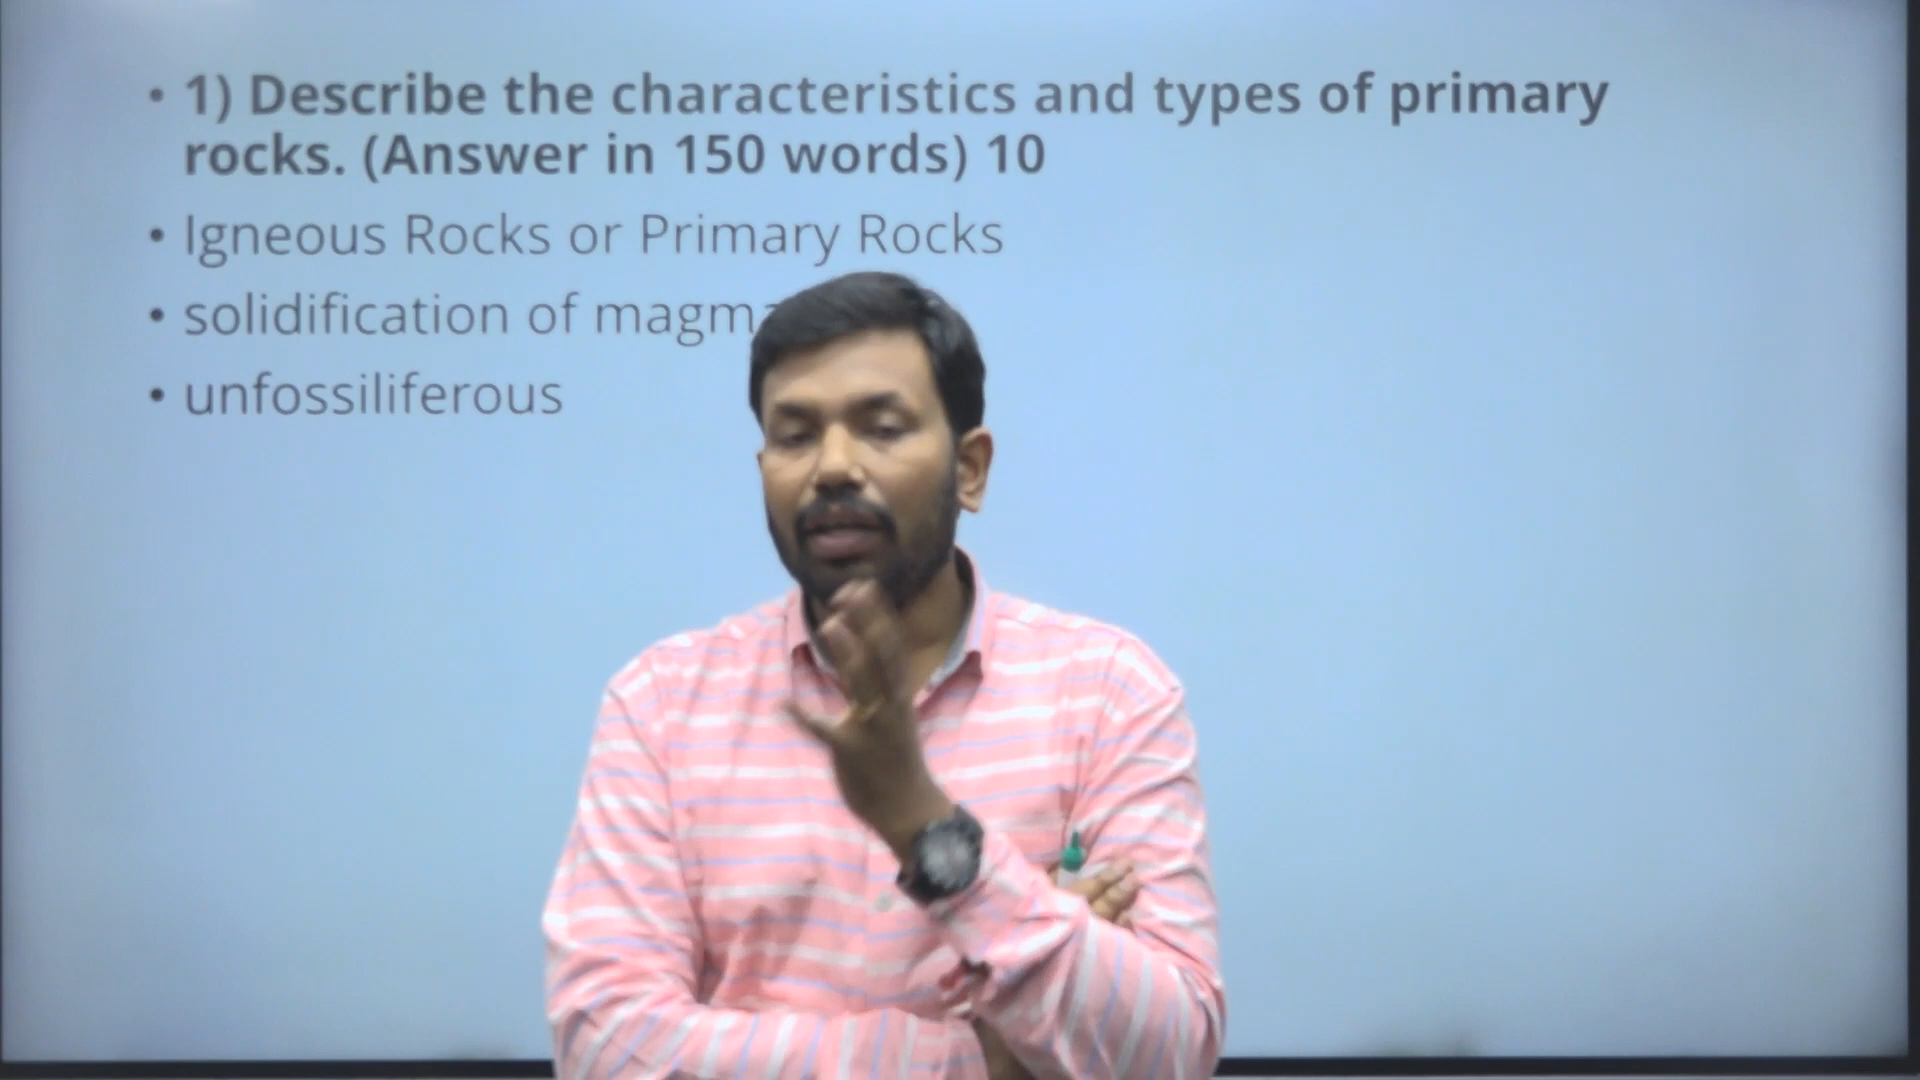 • 1) Describe the characteristics and types of primary
rocks. (Answer in 150 words) 10
• Igneous Rocks or Primary Rocks
• solidification of magma
• unfossiliferous